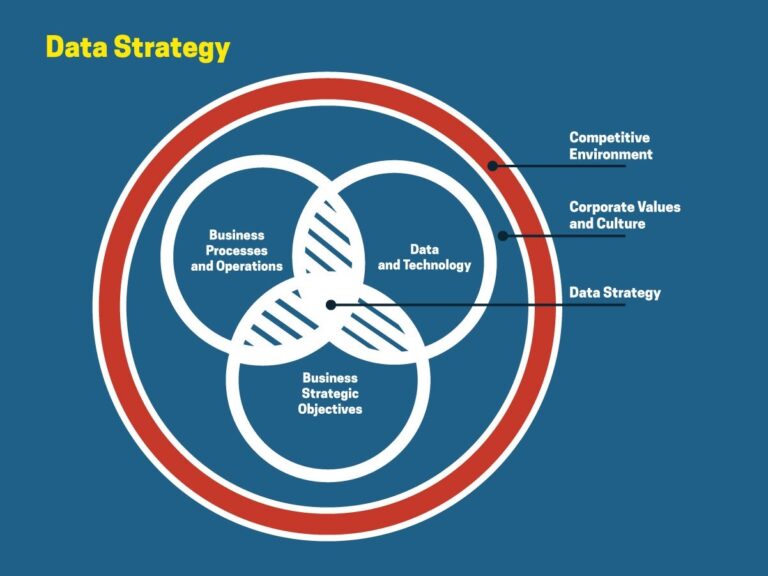 Data Strategy
Competitive
Environment
Corporate Values
and Culture
Data Strategy
Business
Processes
and Operations
Data
and Technology
Business
Strategic
Objectives